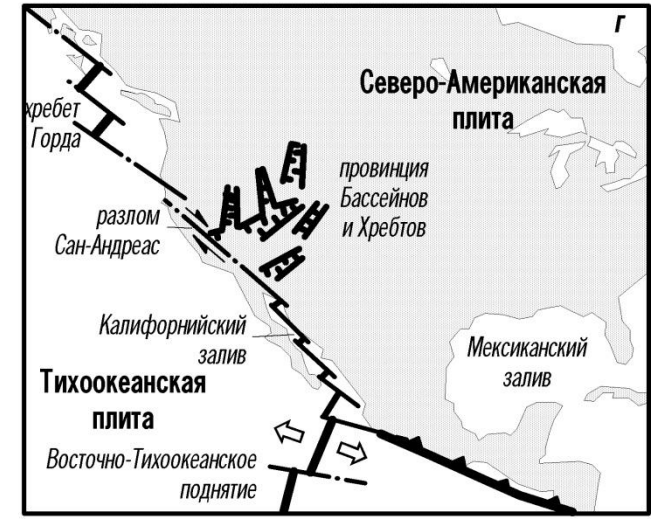 г
Северо-Американская
плита
хребет
Горда
провинция
Бассейнов
и Хребтов
разлом
Сан-Андреас
Калифорнийский
залив
Мексиканский
залив
Тихоокеанская
плита
Восточно-Тихоокеанское
поднятие